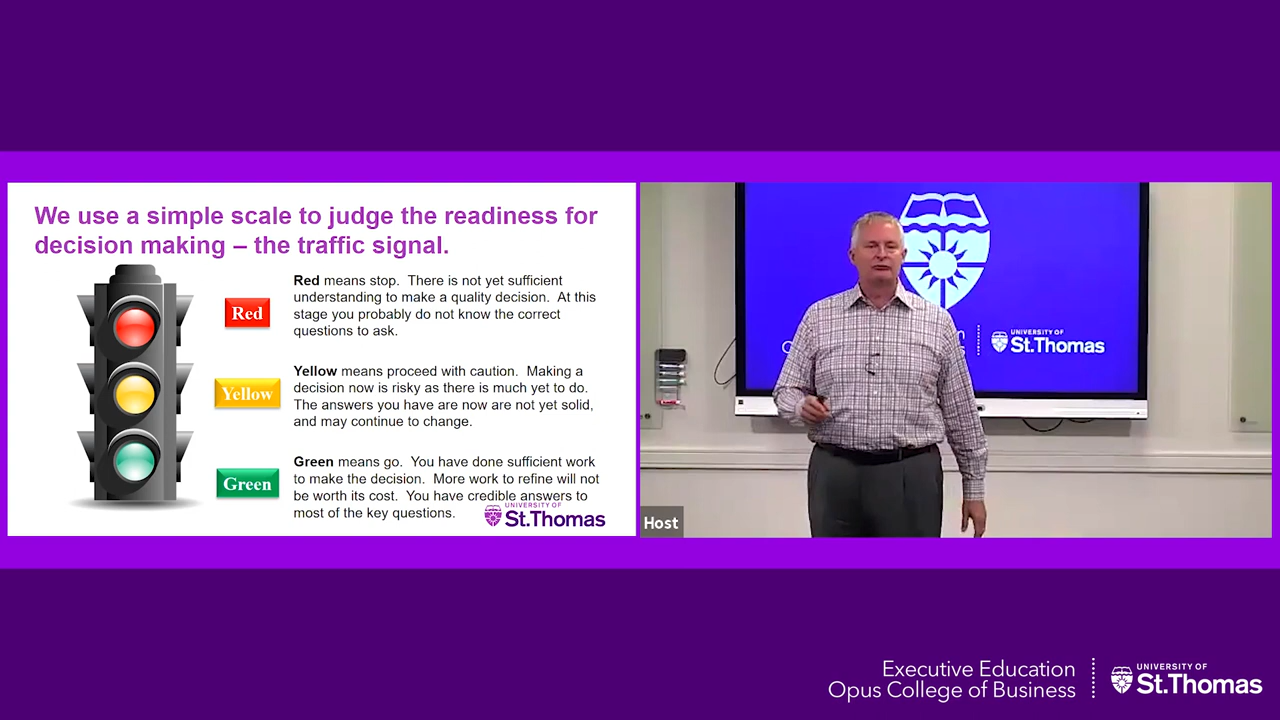 We use a simple scale to judge the readiness for
decision making – the traffic signal.
Red
Red means stop. There is not yet sufficient
understanding to make a quality decision. At this
stage you probably do not know the correct
questions to ask.
Yellow
Yellow means proceed with caution. Making a
decision now is risky as there is much yet to do.
The answers you have are now are not yet solid,
and may continue to change.
Green
Green means go. You have done sufficient work
to make the decision. More work to refine will not
be worth its cost. You have credible answers to
most of the key questions.
UNIVERSITY OF
St.Thomas
UNIVERSITY OF
St.Thomas
Host
Executive Education
Opus College of Business
UNIVERSITY OF
St.Thomas